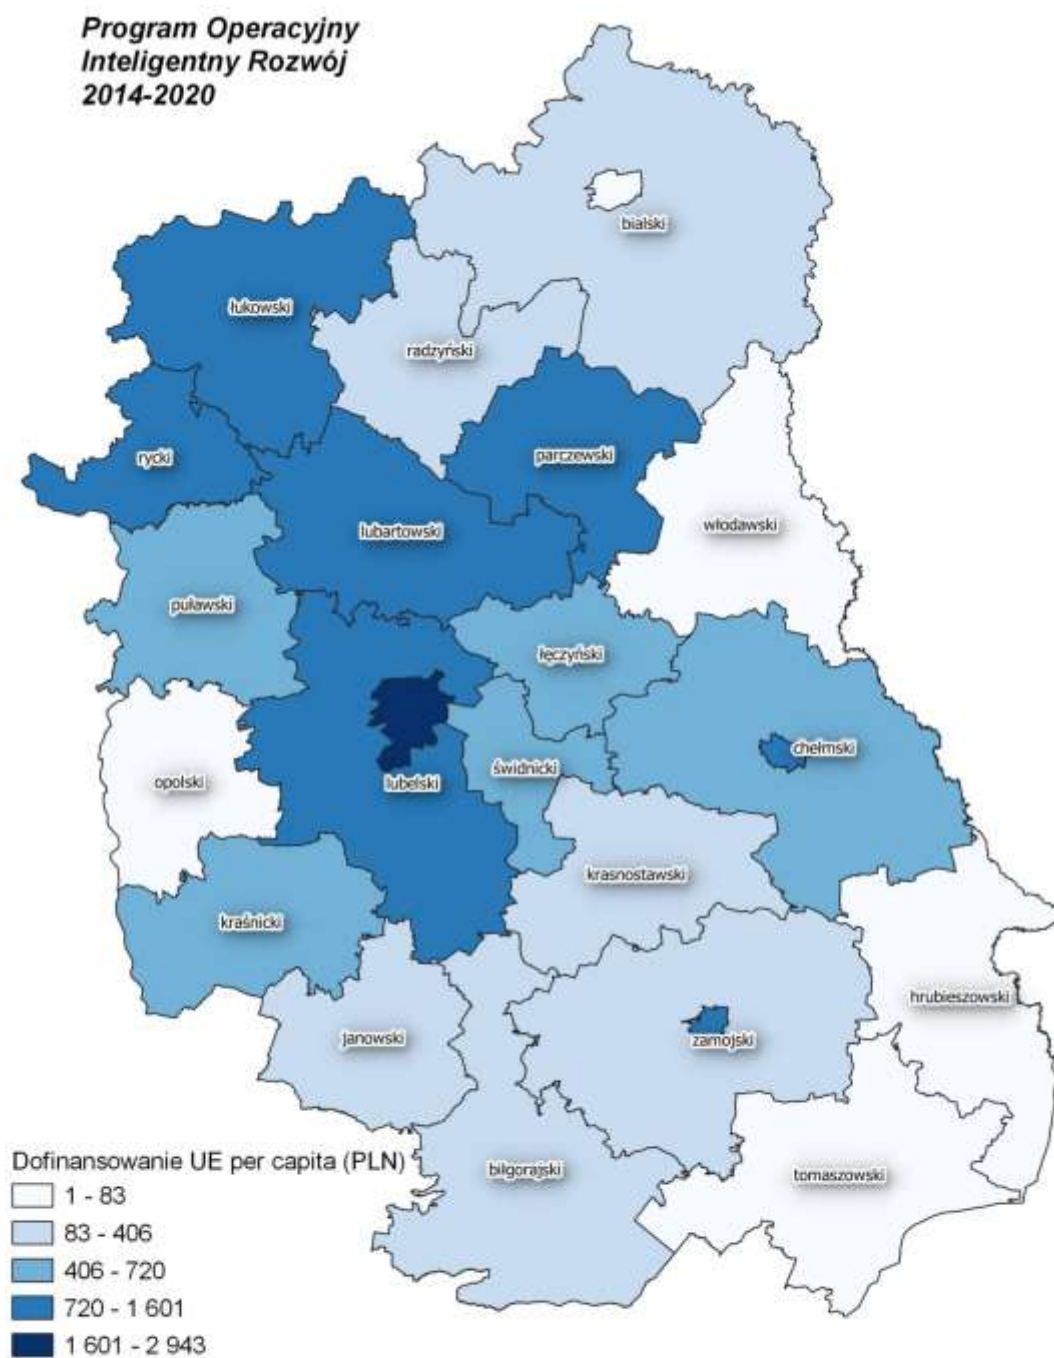 Program Operacyjny
Inteligentny Rozwój
2014-2020
bialski
łukowski
radzyński
rycki
parczewski
lubartowski
włodawski
puławski
łęczyński
chełmski
świdnicki
opolski
lubelski
krasnostawski
kraśnicki
hrubieszowski
janowski
zamojski
biłgorajski
tomaszowski
Dofinansowanie UE per capita (PLN)
1 - 83
83 - 406
406 - 720
720 - 1 601
1 601 - 2 943